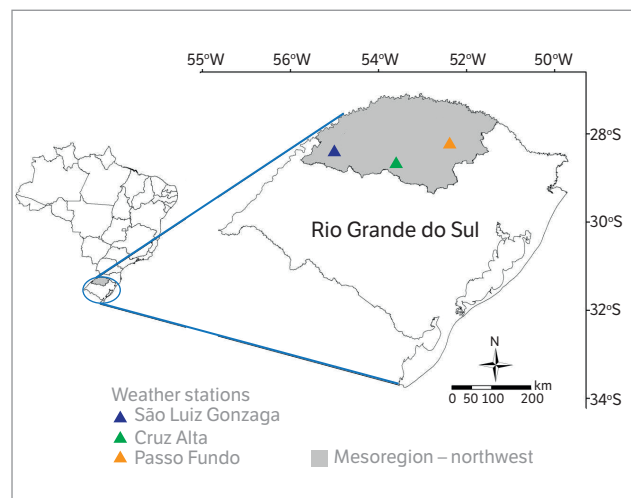 55°W 56°W 54°W 52°W 50°W
28°S
Rio Grande do Sul
30°S
32°S
N
km
0 50 100 200
34°S
Weather stations
São Luiz Gonzaga
Cruz Alta
Passo Fundo
Mesoregion – northwest